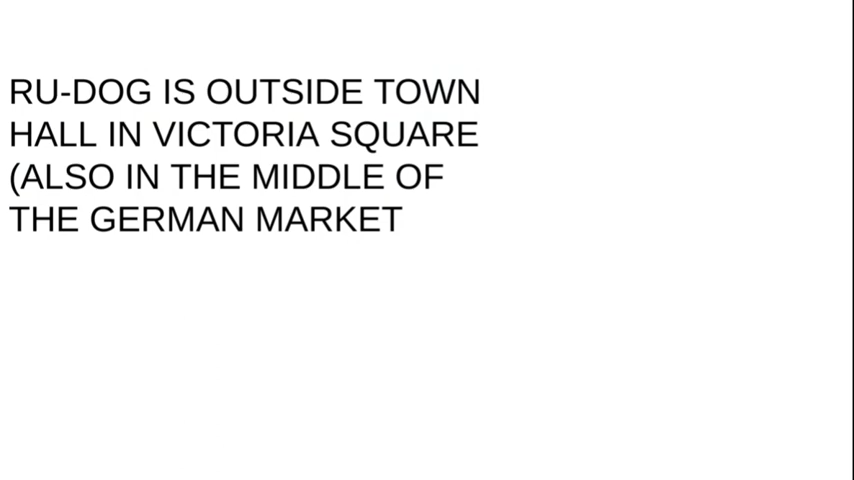 RU-DOG IS OUTSIDE TOWN
HALL IN VICTORIA SQUARE
(ALSO IN THE MIDDLE OF
THE GERMAN MARKET